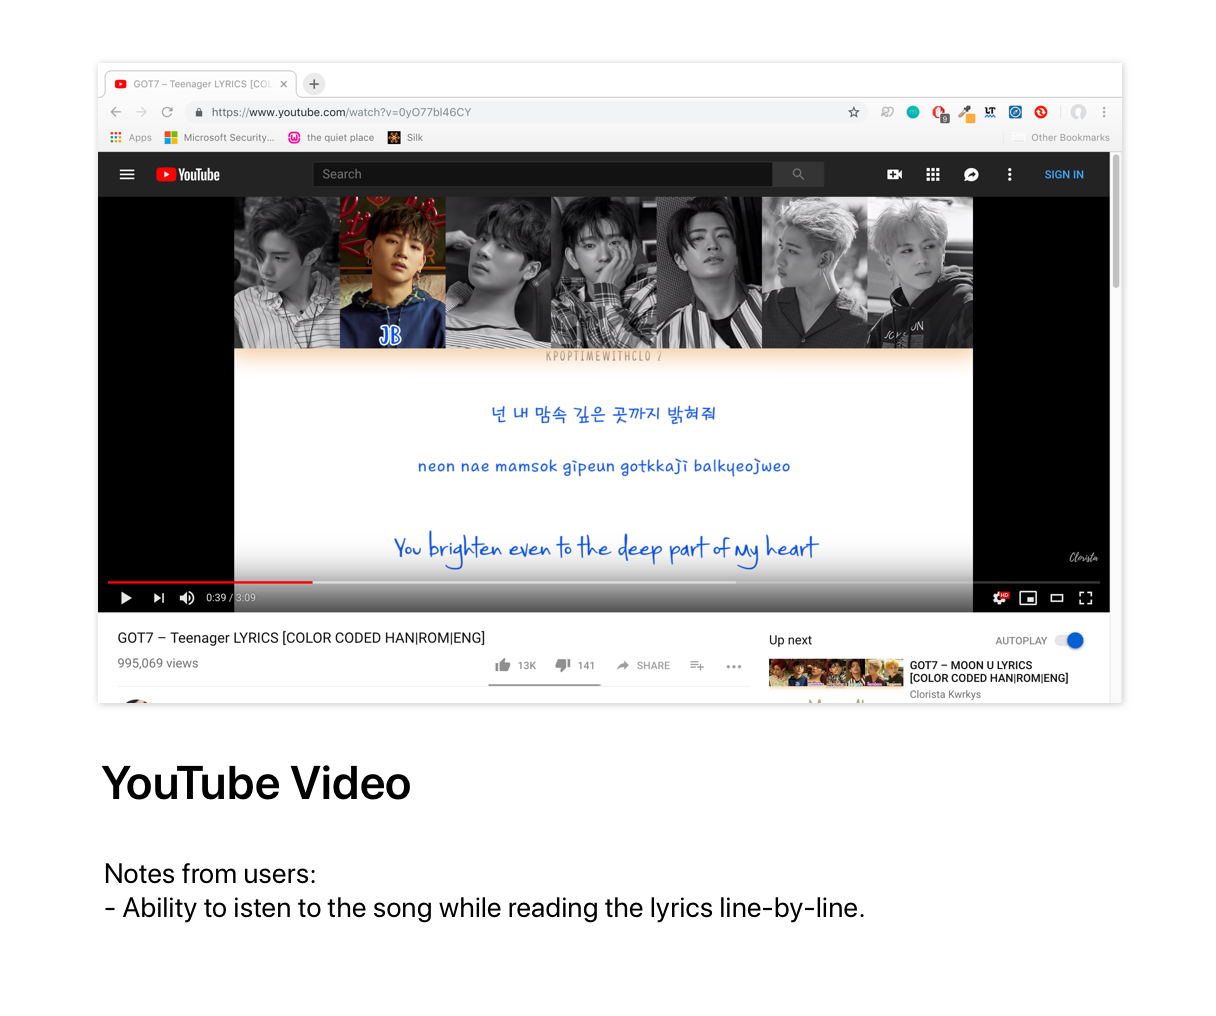 GOT7 – Teenager LYRICS [COL
https://www.youtube.com/watch?v=0yO77bl46CY
9
Apps Microsoft Security... the quiet place Silk Other Bookmarks
YouTube Search SIGN IN
JB
KPOPTIMEWITHCLO 2
넌 내 맘속 깊은 곳까지 밝혀줘
neon nae mamsok gipeun gotkkaji balkyeojweo
You brighten even to the deep part of my heart
Clorista
0:39 / 3:09 HD
GOT7 – Teenager LYRICS [COLOR CODED HAN|ROM|ENG]
995,069 views
13K 141 SHARE
Up next AUTOPLAY
GOT7 – MOON U LYRICS
[COLOR CODED HAN|ROM|ENG]
Clorista Kwrkys
YouTube Video
Notes from users:
- Ability to isten to the song while reading the lyrics line-by-line.